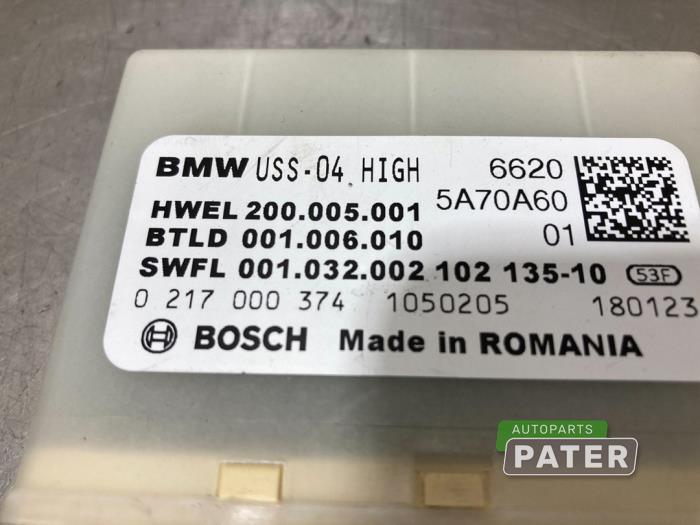 BMW USS-04 HIGH 6620
HWEL 200.005.001 5A70A60
BTLD 001.006.010 01
SWFL 001.032.002 102 135-10 53F
0 217 000 374 1050205 180123
BOSCH Made in ROMANIA
AUTOPARTS
PATER